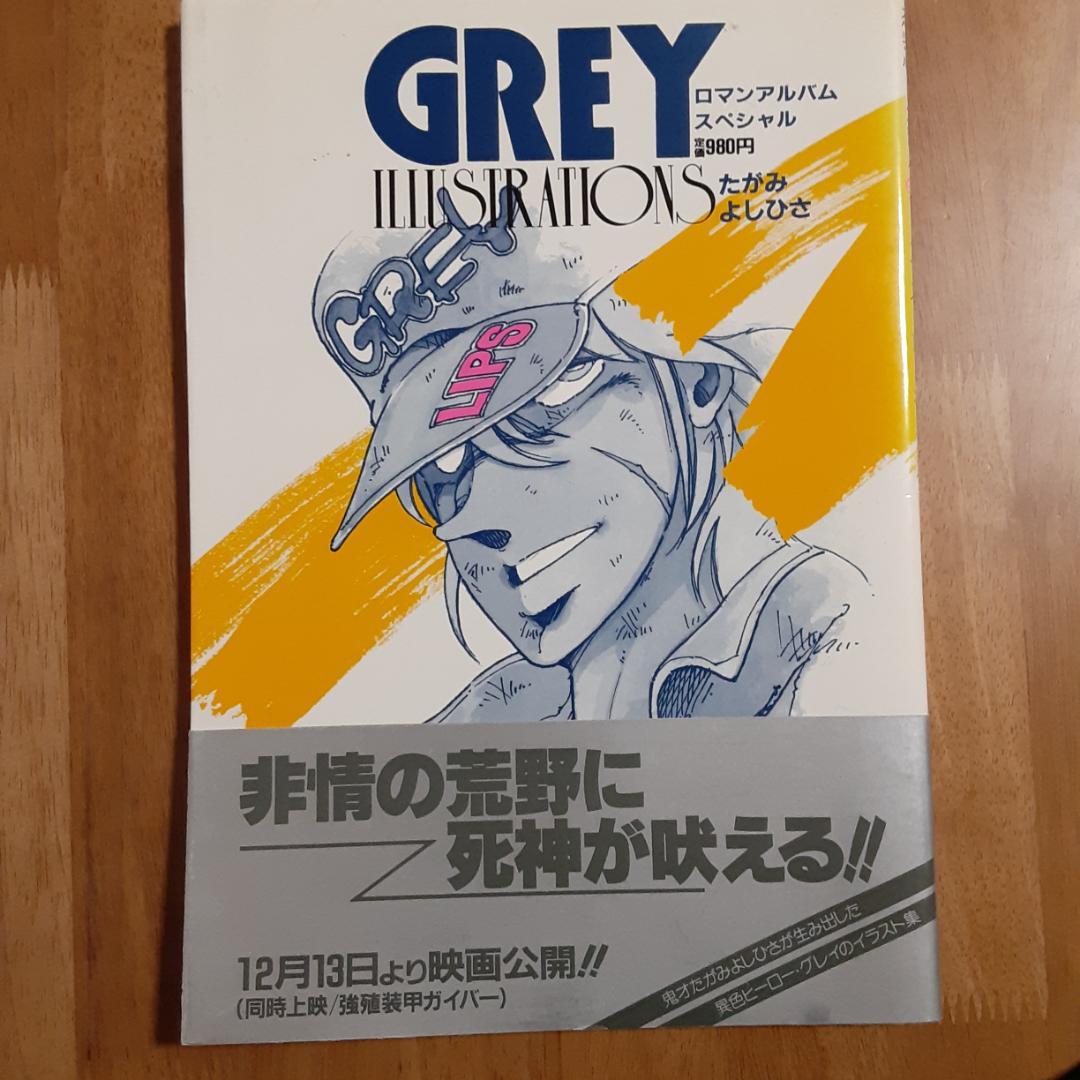 GREY
ロマンアルバム
スペシャル
定価980円
ILLUSTRATIONS
たがみ
よしひさ
GREY
LIPS
非情の荒野に
死神が吠える!!
12月13日より映画公開!!
(同時上映/強殖装甲ガイバー)
鬼才たがみよしひさが生み出した
異色ヒーロー・グレイのイラスト集